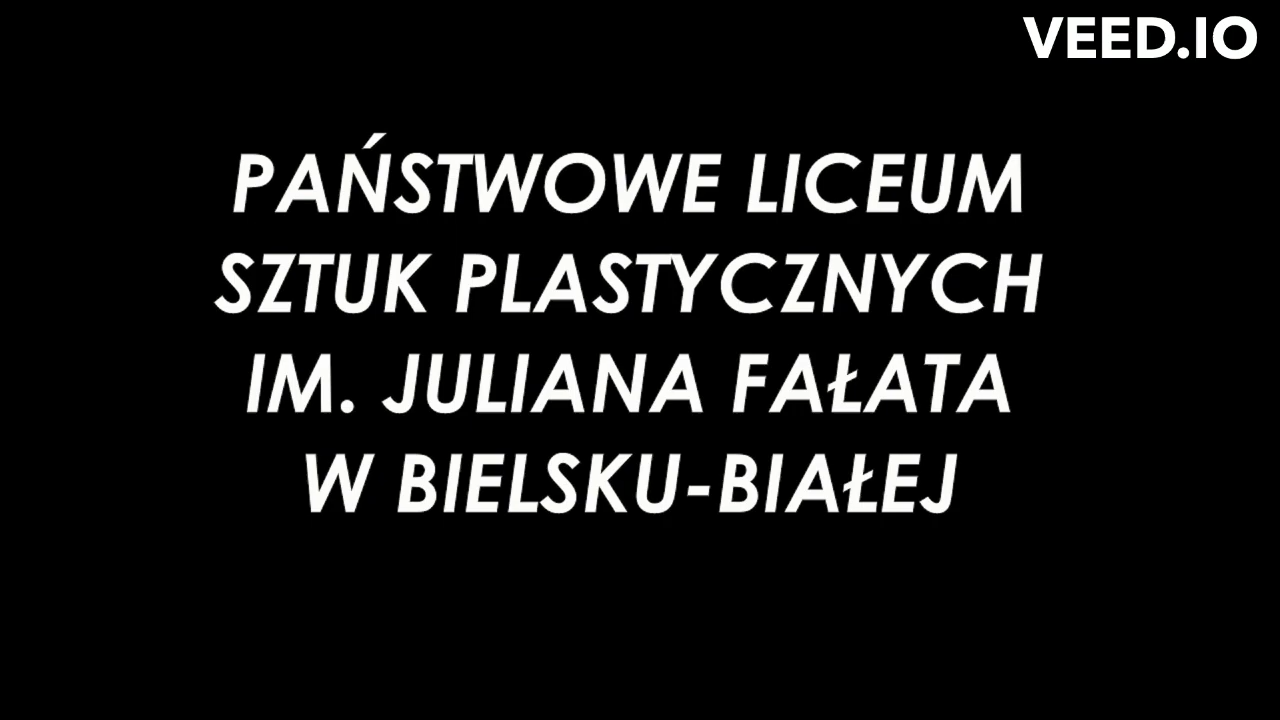 VEED.IO
PAŃSTWOWE LICEUM
SZTUK PLASTYCZNYCH
IM. JULIANA FAŁATA
W BIELSKU-BIAŁEJ